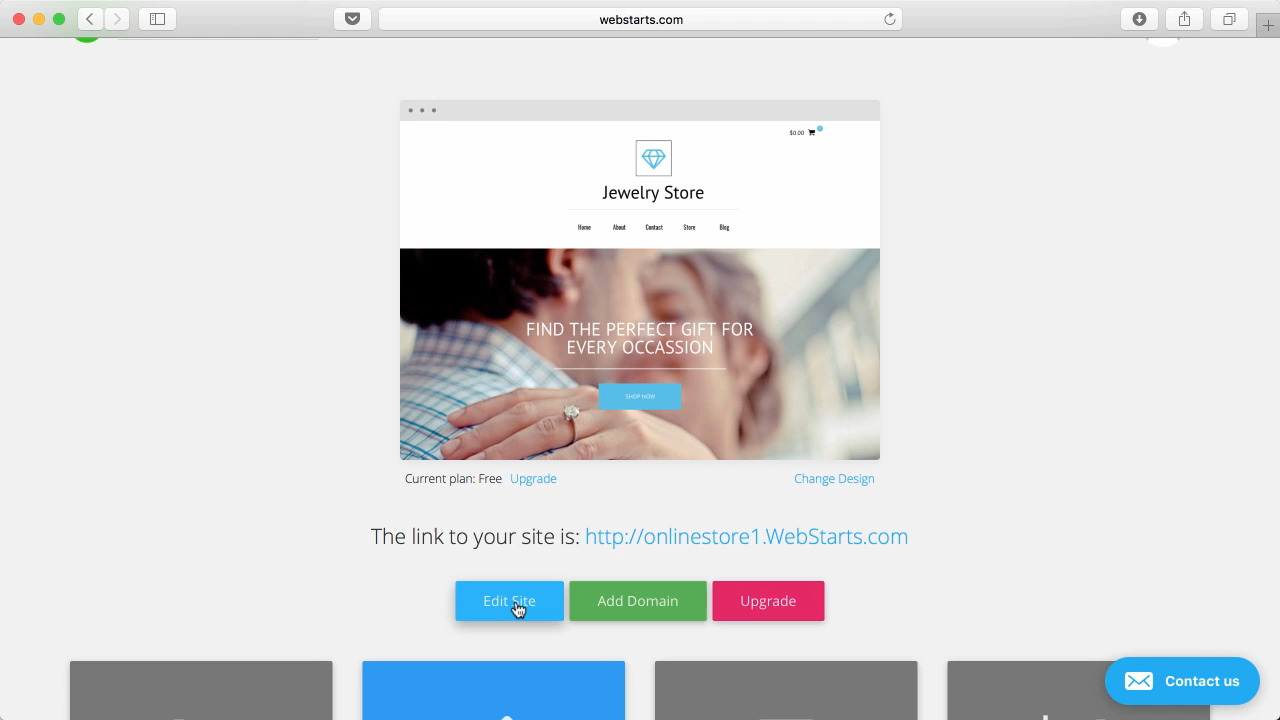 webstarts.com
$0.00
Jewelry Store
Home About Contact Store Blog
FIND THE PERFECT GIFT FOR
EVERY OCCASSION
SHOP NOW
Current plan: Free Upgrade Change Design
The link to your site is: http://onlinestore1.WebStarts.com
Edit Site Add Domain Upgrade
Contact us